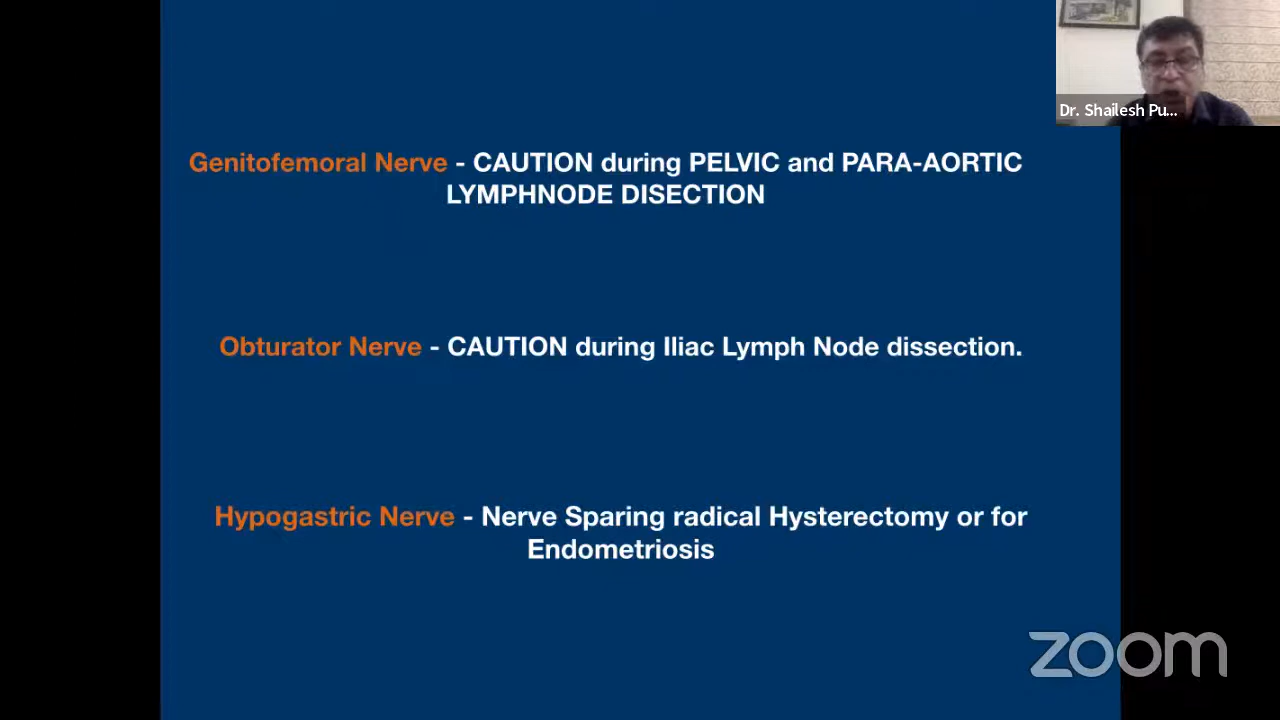 Dr. Shailesh Pu...
Genitofemoral Nerve - CAUTION during PELVIC and PARA-AORTIC
LYMPHNODE DISECTION
Obturator Nerve - CAUTION during Iliac Lymph Node dissection.
Hypogastric Nerve - Nerve Sparing radical Hysterectomy or for
Endometriosis
zoom